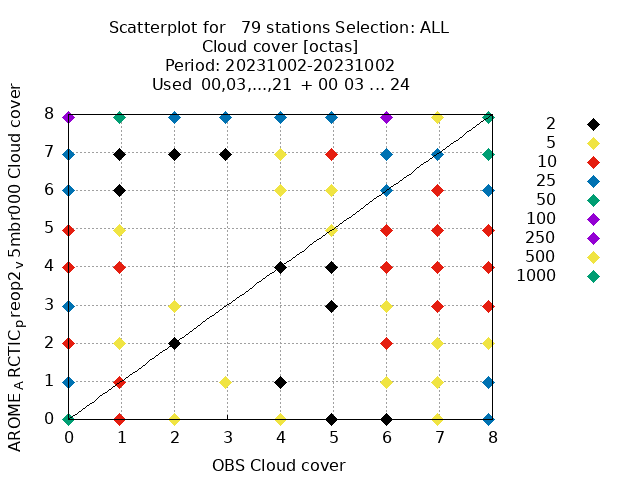 Scatterplot for   79 stations Selection: ALL
Cloud cover [octas]
Period: 20231002-20231002
Used  00,03,...,21  + 00 03 ... 24
8
7
6
5
4
3
2
1
0
AROME_ARCTIC_preop2_v5mbr000 Cloud cover
0 1 2 3 4 5 6 7 8
OBS Cloud cover
2
5
10
25
50
100
250
500
1000